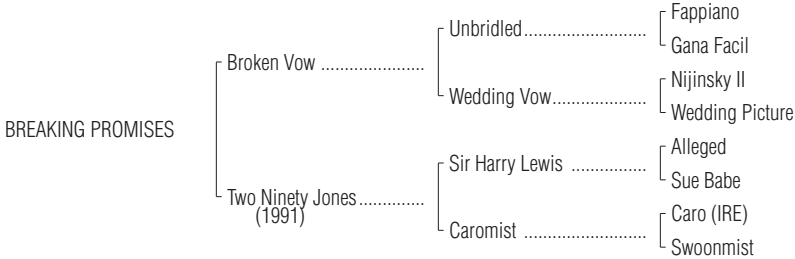 Fappiano
Unbridled..........................
Gana Facil
Broken Vow ......................
Nijinsky II
Wedding Vow....................
Wedding Picture
BREAKING PROMISES
Alleged
Sir Harry Lewis ................
Sue Babe
Two Ninety Jones..............
(1991)
Caro (IRE)
Caromist ..........................
Swoonmist